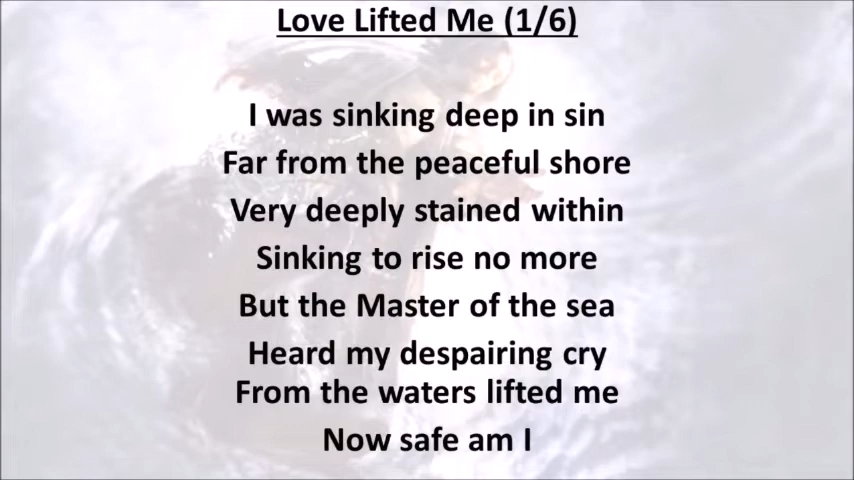 Love Lifted Me (1/6)
I was sinking deep in sin
Far from the peaceful shore
Very deeply stained within
Sinking to rise no more
But the Master of the sea
Heard my despairing cry
From the waters lifted me
Now safe am I